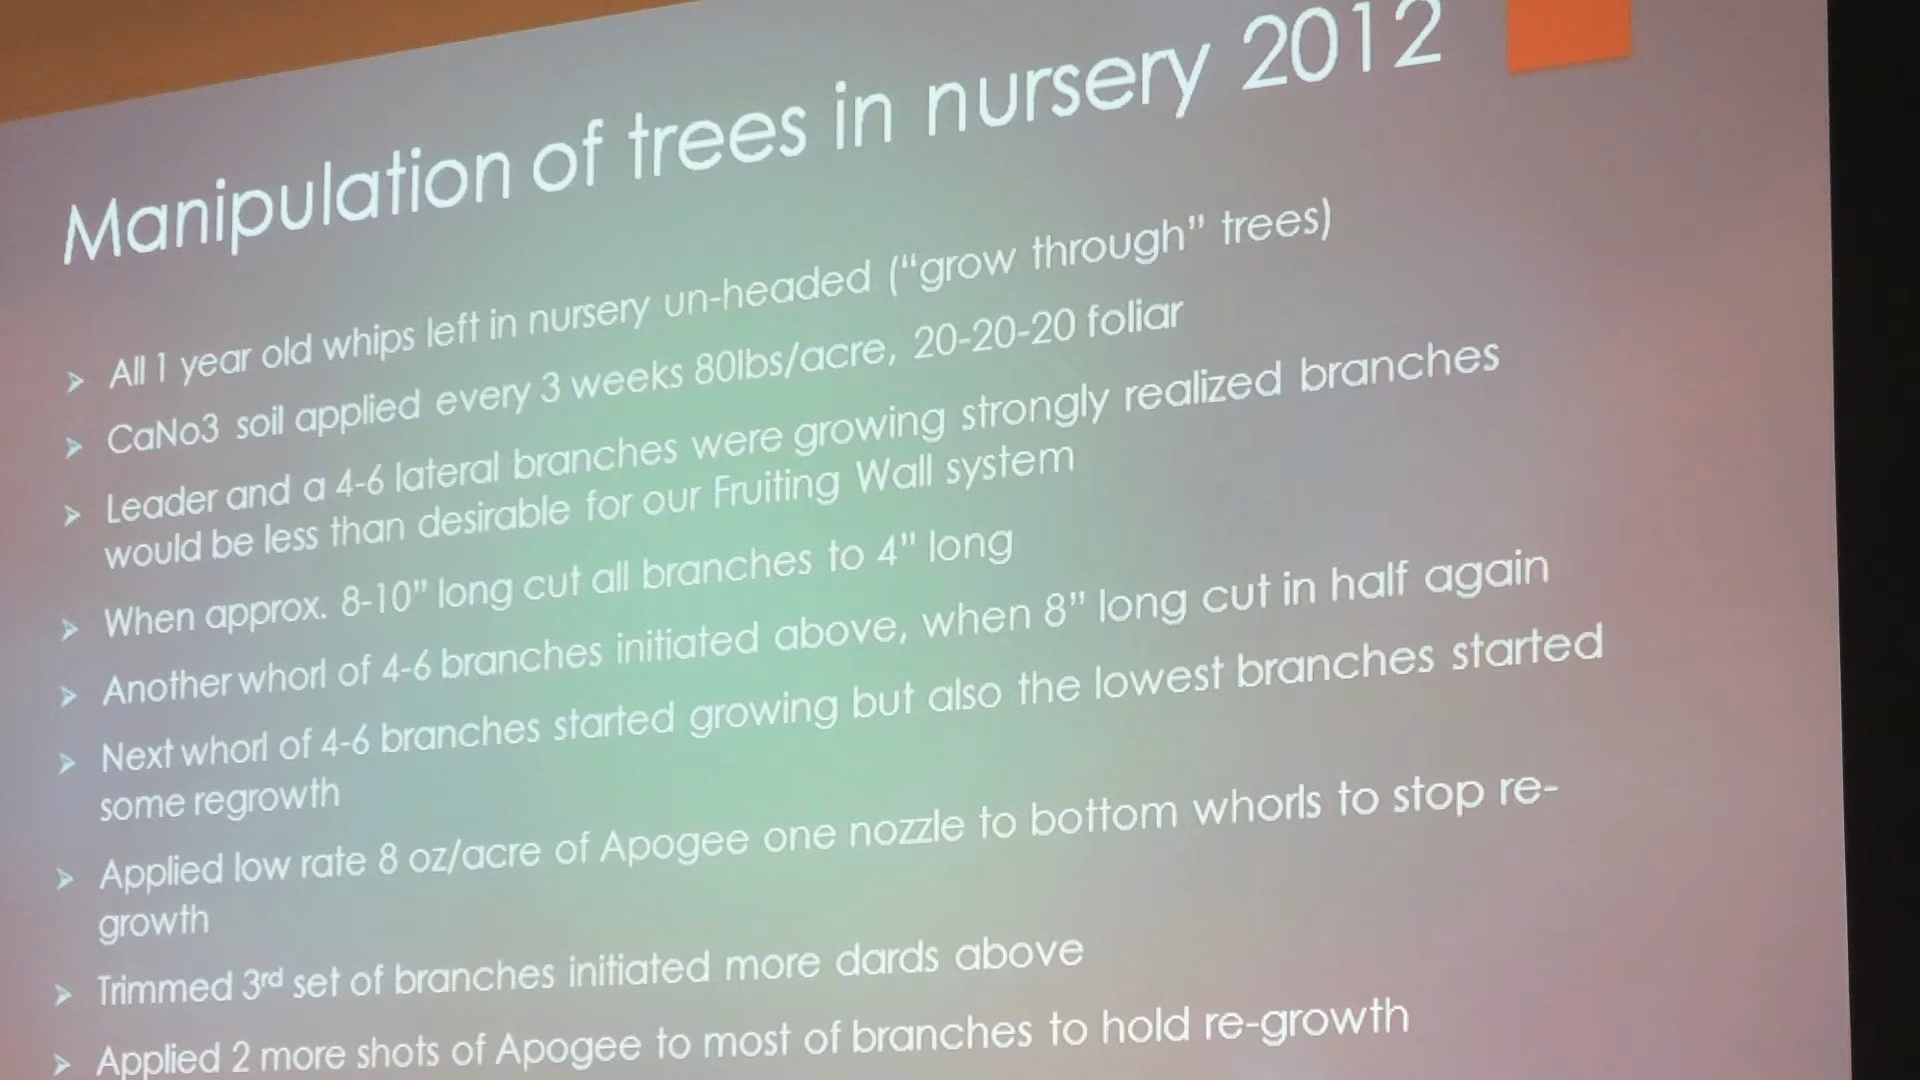 Manipulation of trees in nursery 2012
➢ All 1 year old whips left in nursery un-headed (“grow through” trees)
➢ CaNo3 soil applied every 3 weeks 80lbs/acre, 20-20-20 foliar
➢ Leader and a 4-6 lateral branches were growing strongly realized branches
would be less than desirable for our Fruiting Wall system
➢ When approx. 8-10” long cut all branches to 4” long
➢ Another whorl of 4-6 branches initiated above, when 8” long cut in half again
➢ Next whorl of 4-6 branches started growing but also the lowest branches started
some regrowth
➢ Applied low rate 8 oz/acre of Apogee one nozzle to bottom whorls to stop re-
growth
➢ Trimmed 3rd set of branches initiated more dards above
➢ Applied 2 more shots of Apogee to most of branches to hold re-growth